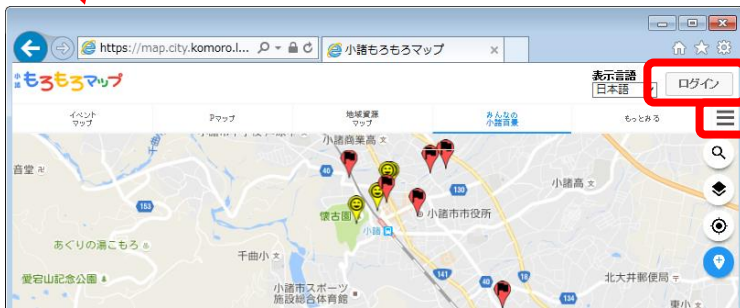 https://map.city.komoro.l...
小諸もろもろマップ
小諸もろもろマップ
表示言語
日本語
ログイン
イベント
マップ
Pマップ
地域資源
マップ
みんなの
小諸百景
もっとみる
小諸商業高
音堂
40
130
小諸高
153
懐古園
小諸市市役所
小諸
あぐりの湯こもろ
千曲小
141
40
18
北大井郵便局
愛宕山記念公園
小諸市スポーツ
施設総合体育館
134
東小